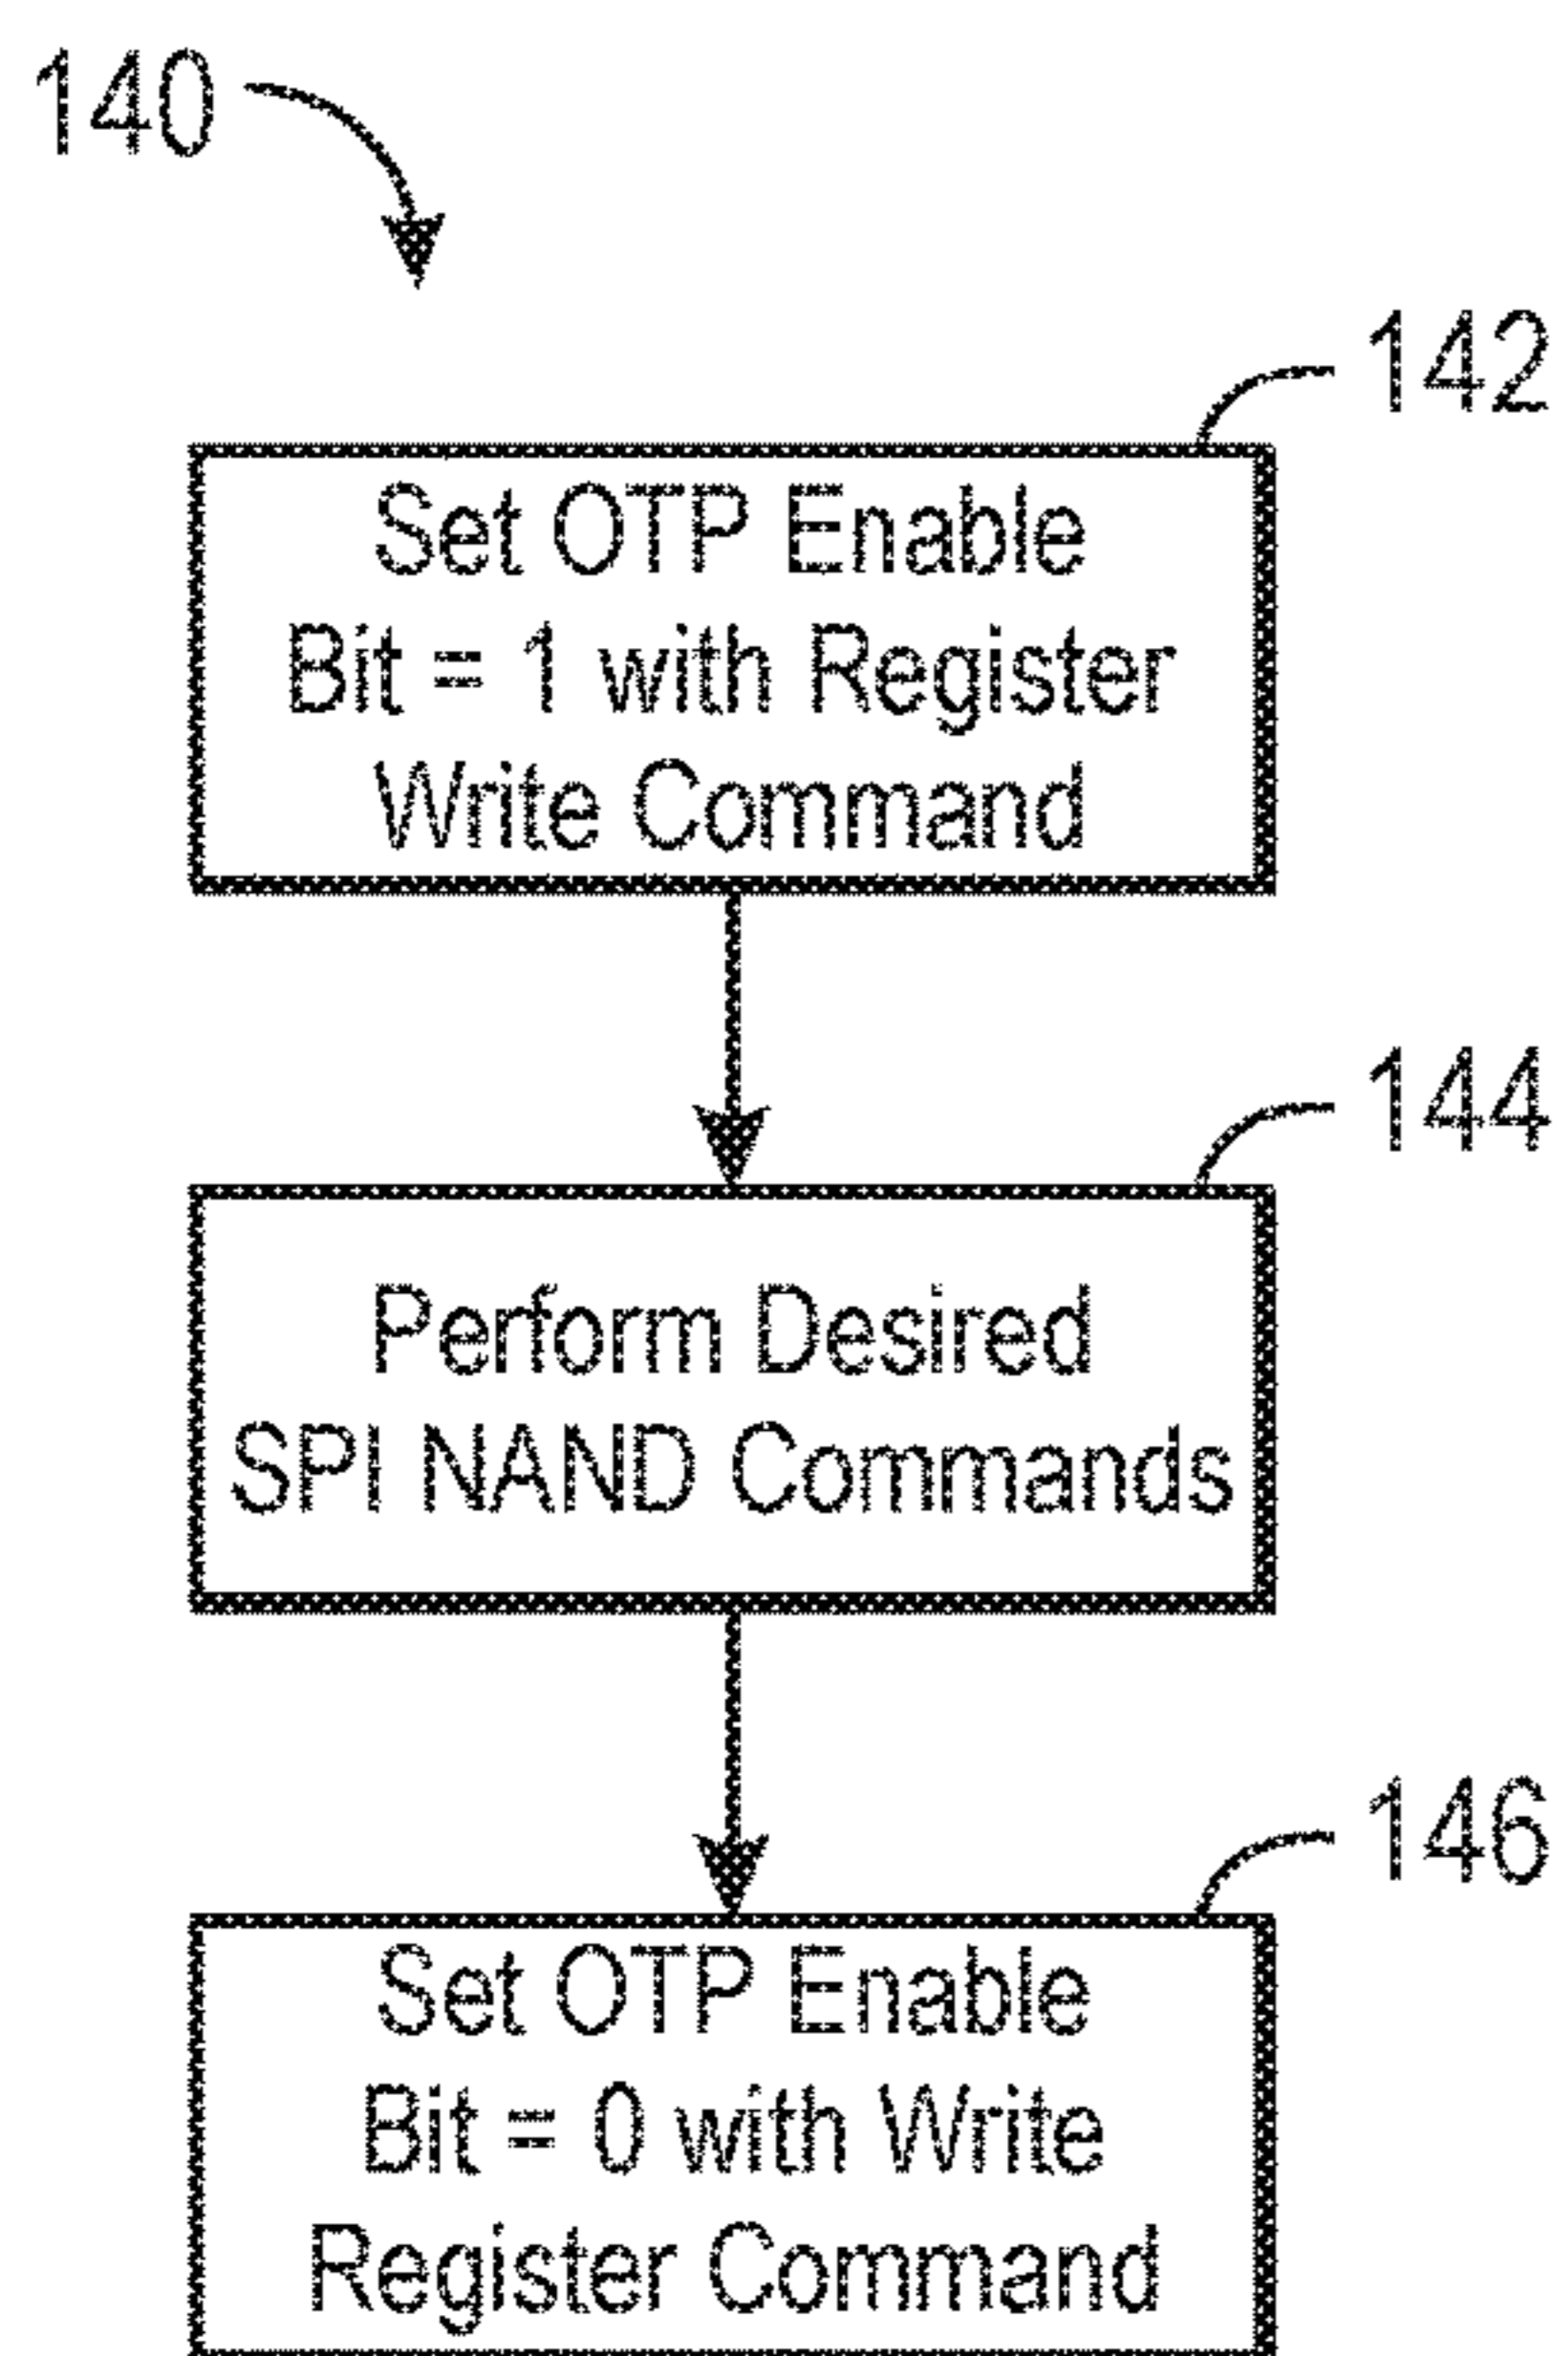 140
142
Set OTP Enable
Bit = 1 with Register
Write Command
144
Perform Desired
SPI NAND Commands
146
Set OTP Enable
Bit = 0 with Write
Register Command